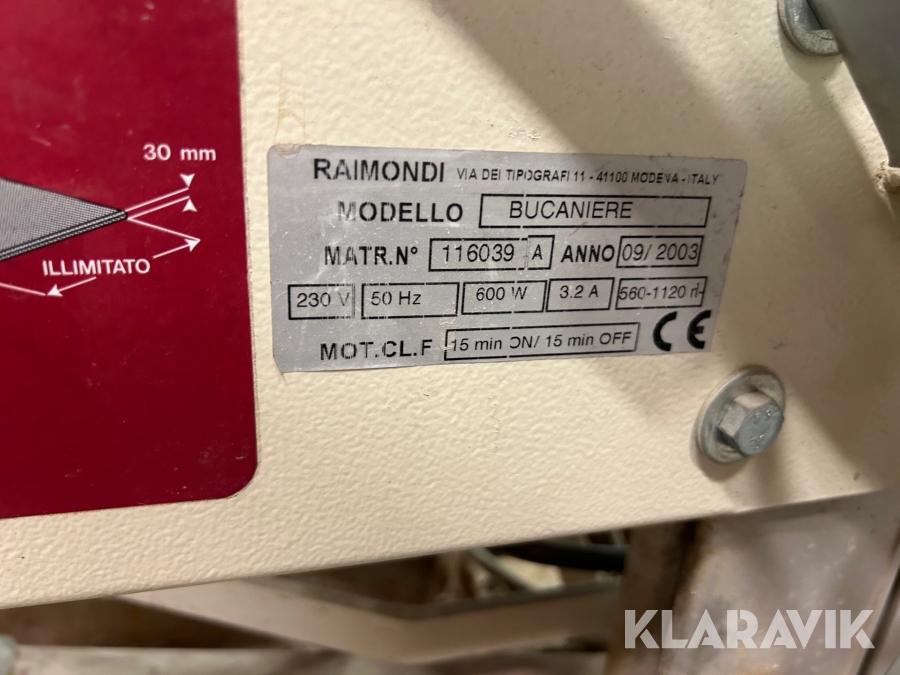 30 mm
ILLIMITATO
RAIMONDI VIA DEI TIPOGRAFI 11 - 41100 MODENA - ITALY
MODELLO BUCANIERE
MATR.N° 116039 A ANNO 09/2003
230 V 50 Hz 600 W 3.2 A 560-1120
MOT.CL.F 15 min ON/ 15 min OFF CE
KLARAVIK